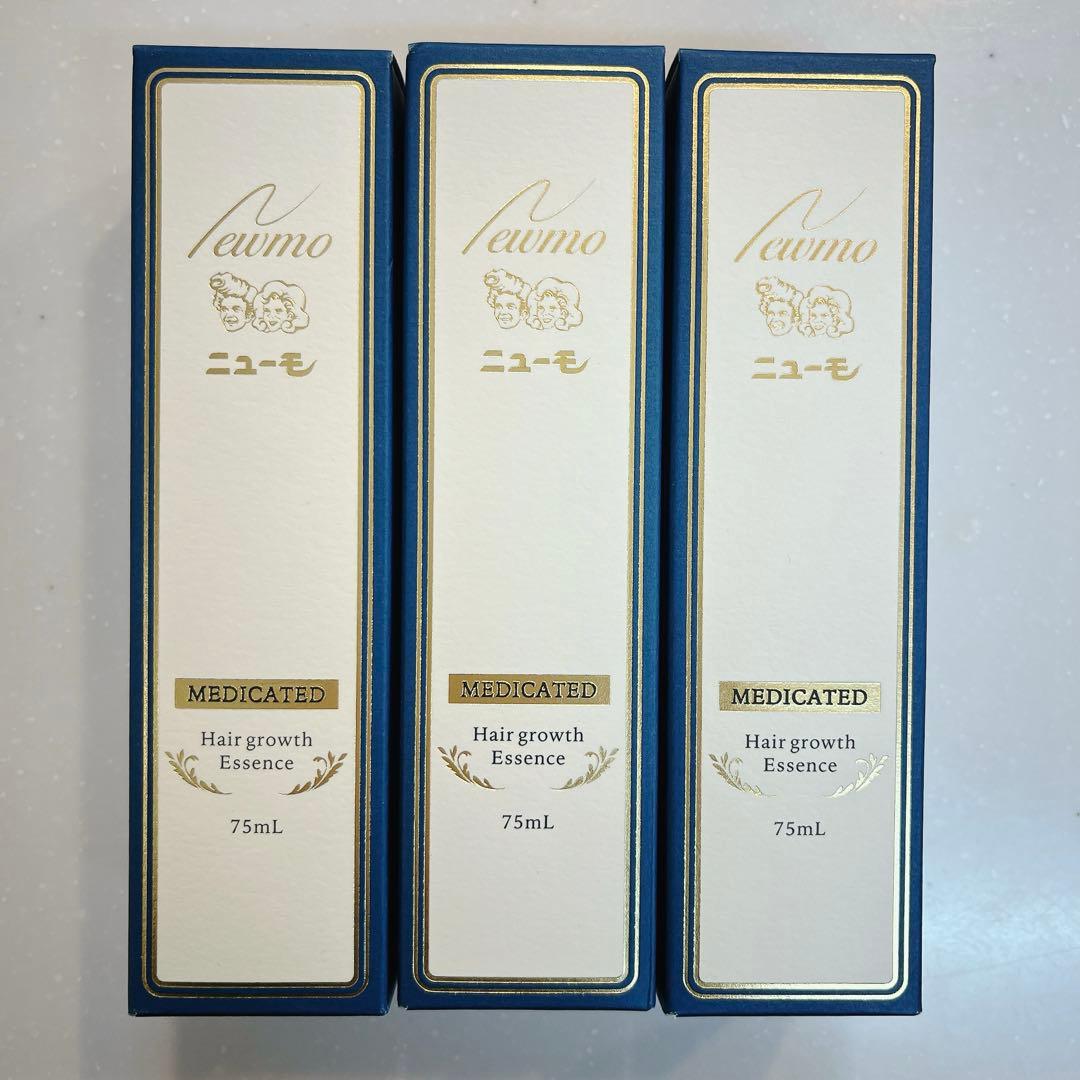 Newmo
ニューモ
MEDICATED
Hair growth
Essence
75mL
Newmo
ニューモ
MEDICATED
Hair growth
Essence
75mL
Newmo
ニューモ
MEDICATED
Hair growth
Essence
75mL